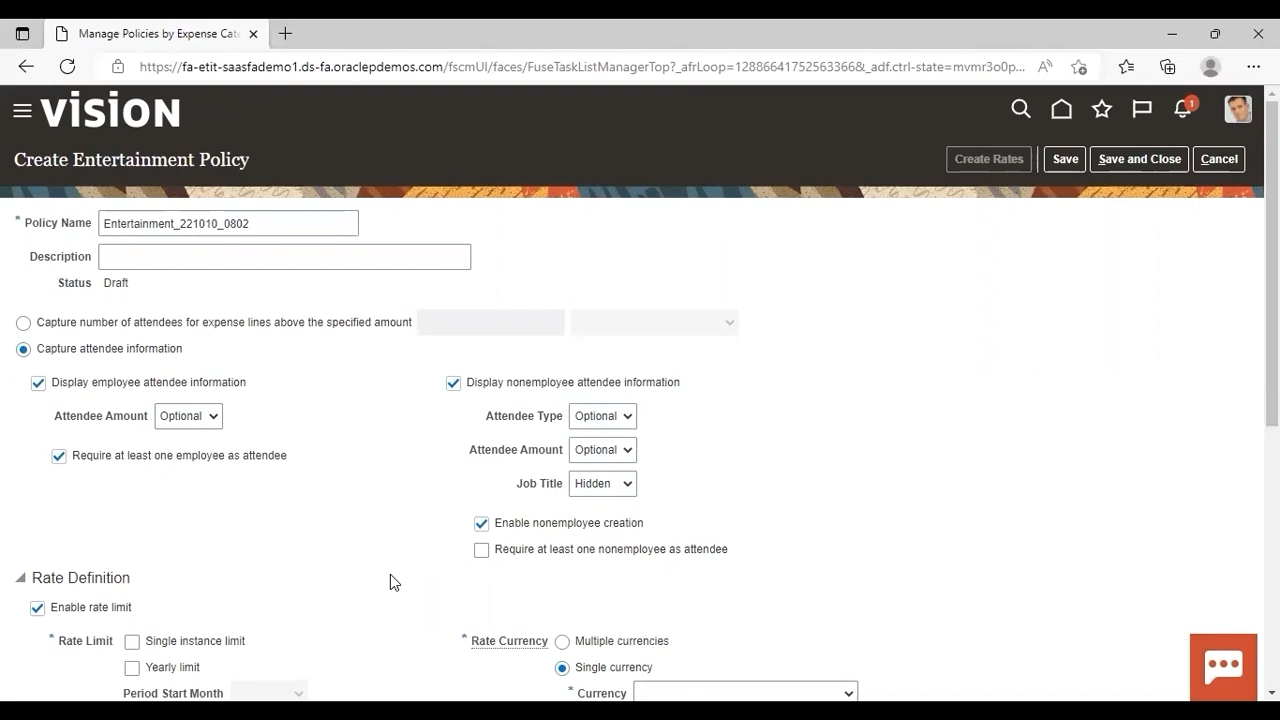 Manage Policies by Expense Cate
https://fa-etit-saasfademo1.ds-fa.oraclepdemos.com/fscmUI/faces/FuseTaskListManagerTop?_afrLoop=128866417525633668&_adf.ctrl-state=mvmr3o0p...
VISION
1
Create Entertainment Policy
Create Rates
Save
Save and Close
Cancel
* Policy Name Entertainment_221010_0802
Description
Status Draft
Capture number of attendees for expense lines above the specified amount
Capture attendee information
Display employee attendee information
Display nonemployee attendee information
Attendee Amount Optional
Attendee Type Optional
Require at least one employee as attendee
Attendee Amount Optional
Job Title Hidden
Enable nonemployee creation
Require at least one nonemployee as attendee
Rate Definition
Enable rate limit
* Rate Limit Single instance limit
* Rate Currency Multiple currencies
Yearly limit
Single currency
Period Start Month
* Currency